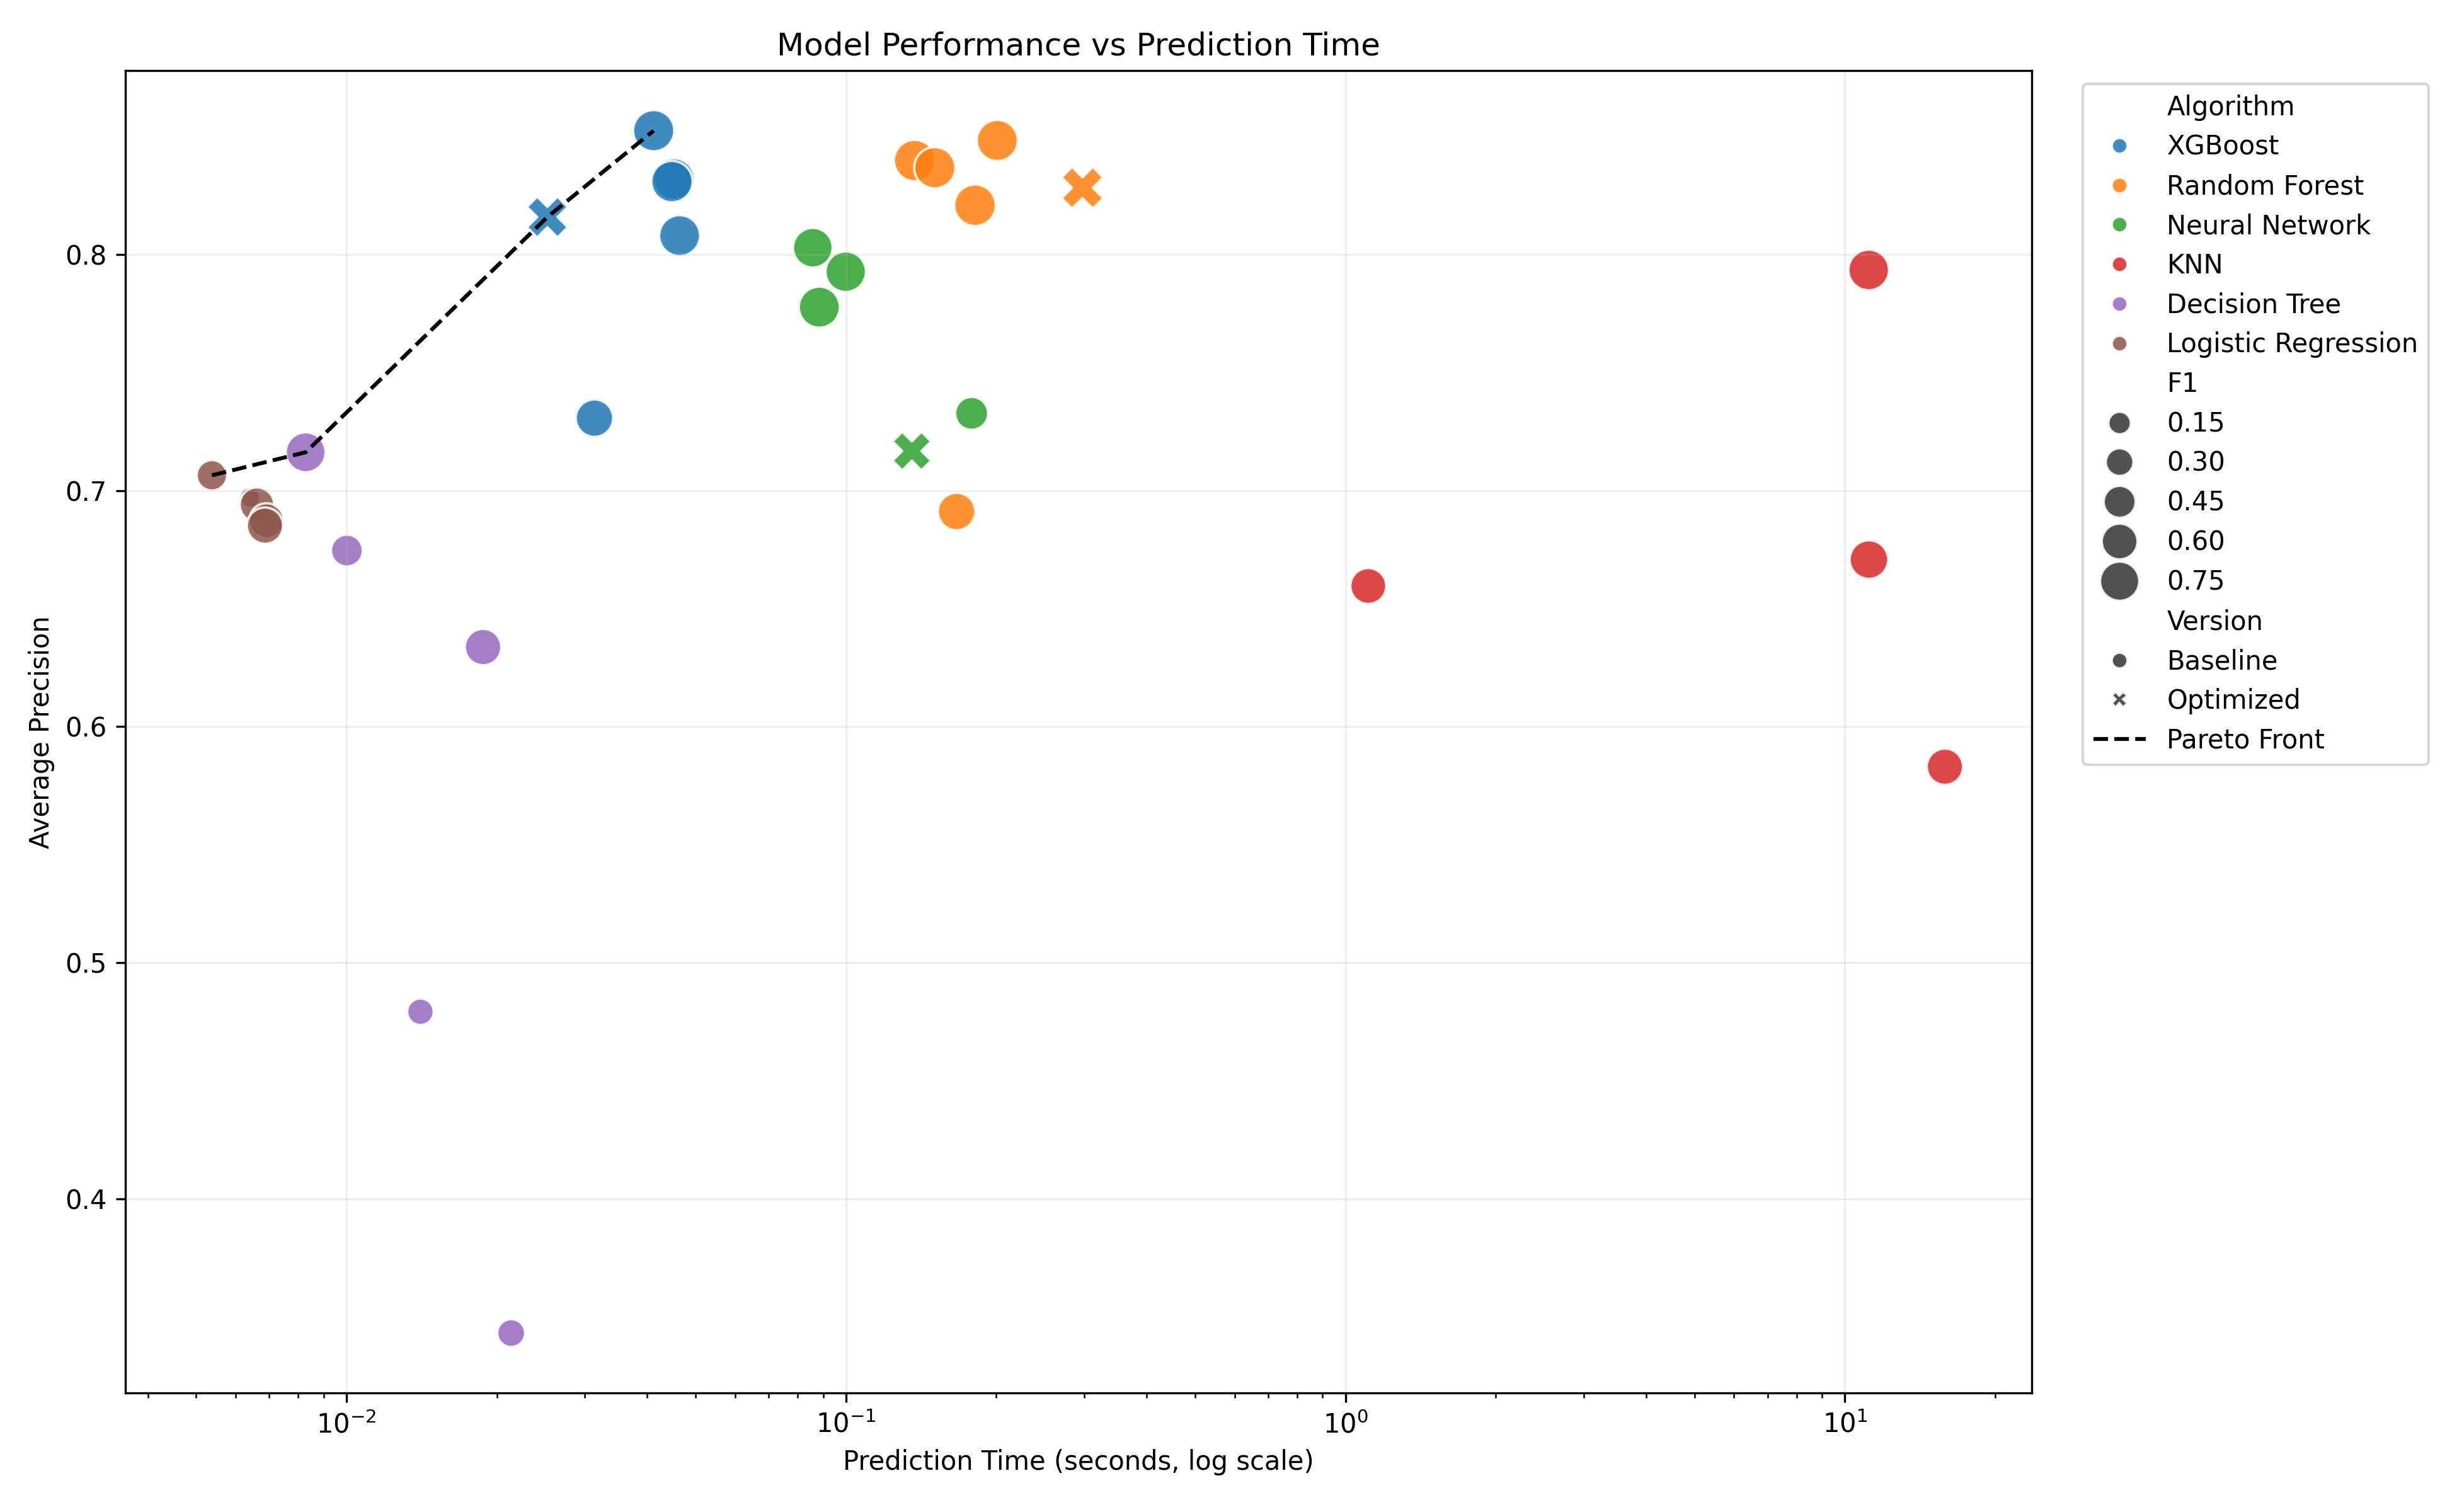 Model Performance vs Prediction Time
Average Precision
0.8
0.7
0.6
0.5
0.4
10⁻²
10⁻¹
10⁰
10¹
Prediction Time (seconds, log scale)
Algorithm
XGBoost
Random Forest
Neural Network
KNN
Decision Tree
Logistic Regression
F1
0.15
0.30
0.45
0.60
0.75
Version
Baseline
Optimized
Pareto Front